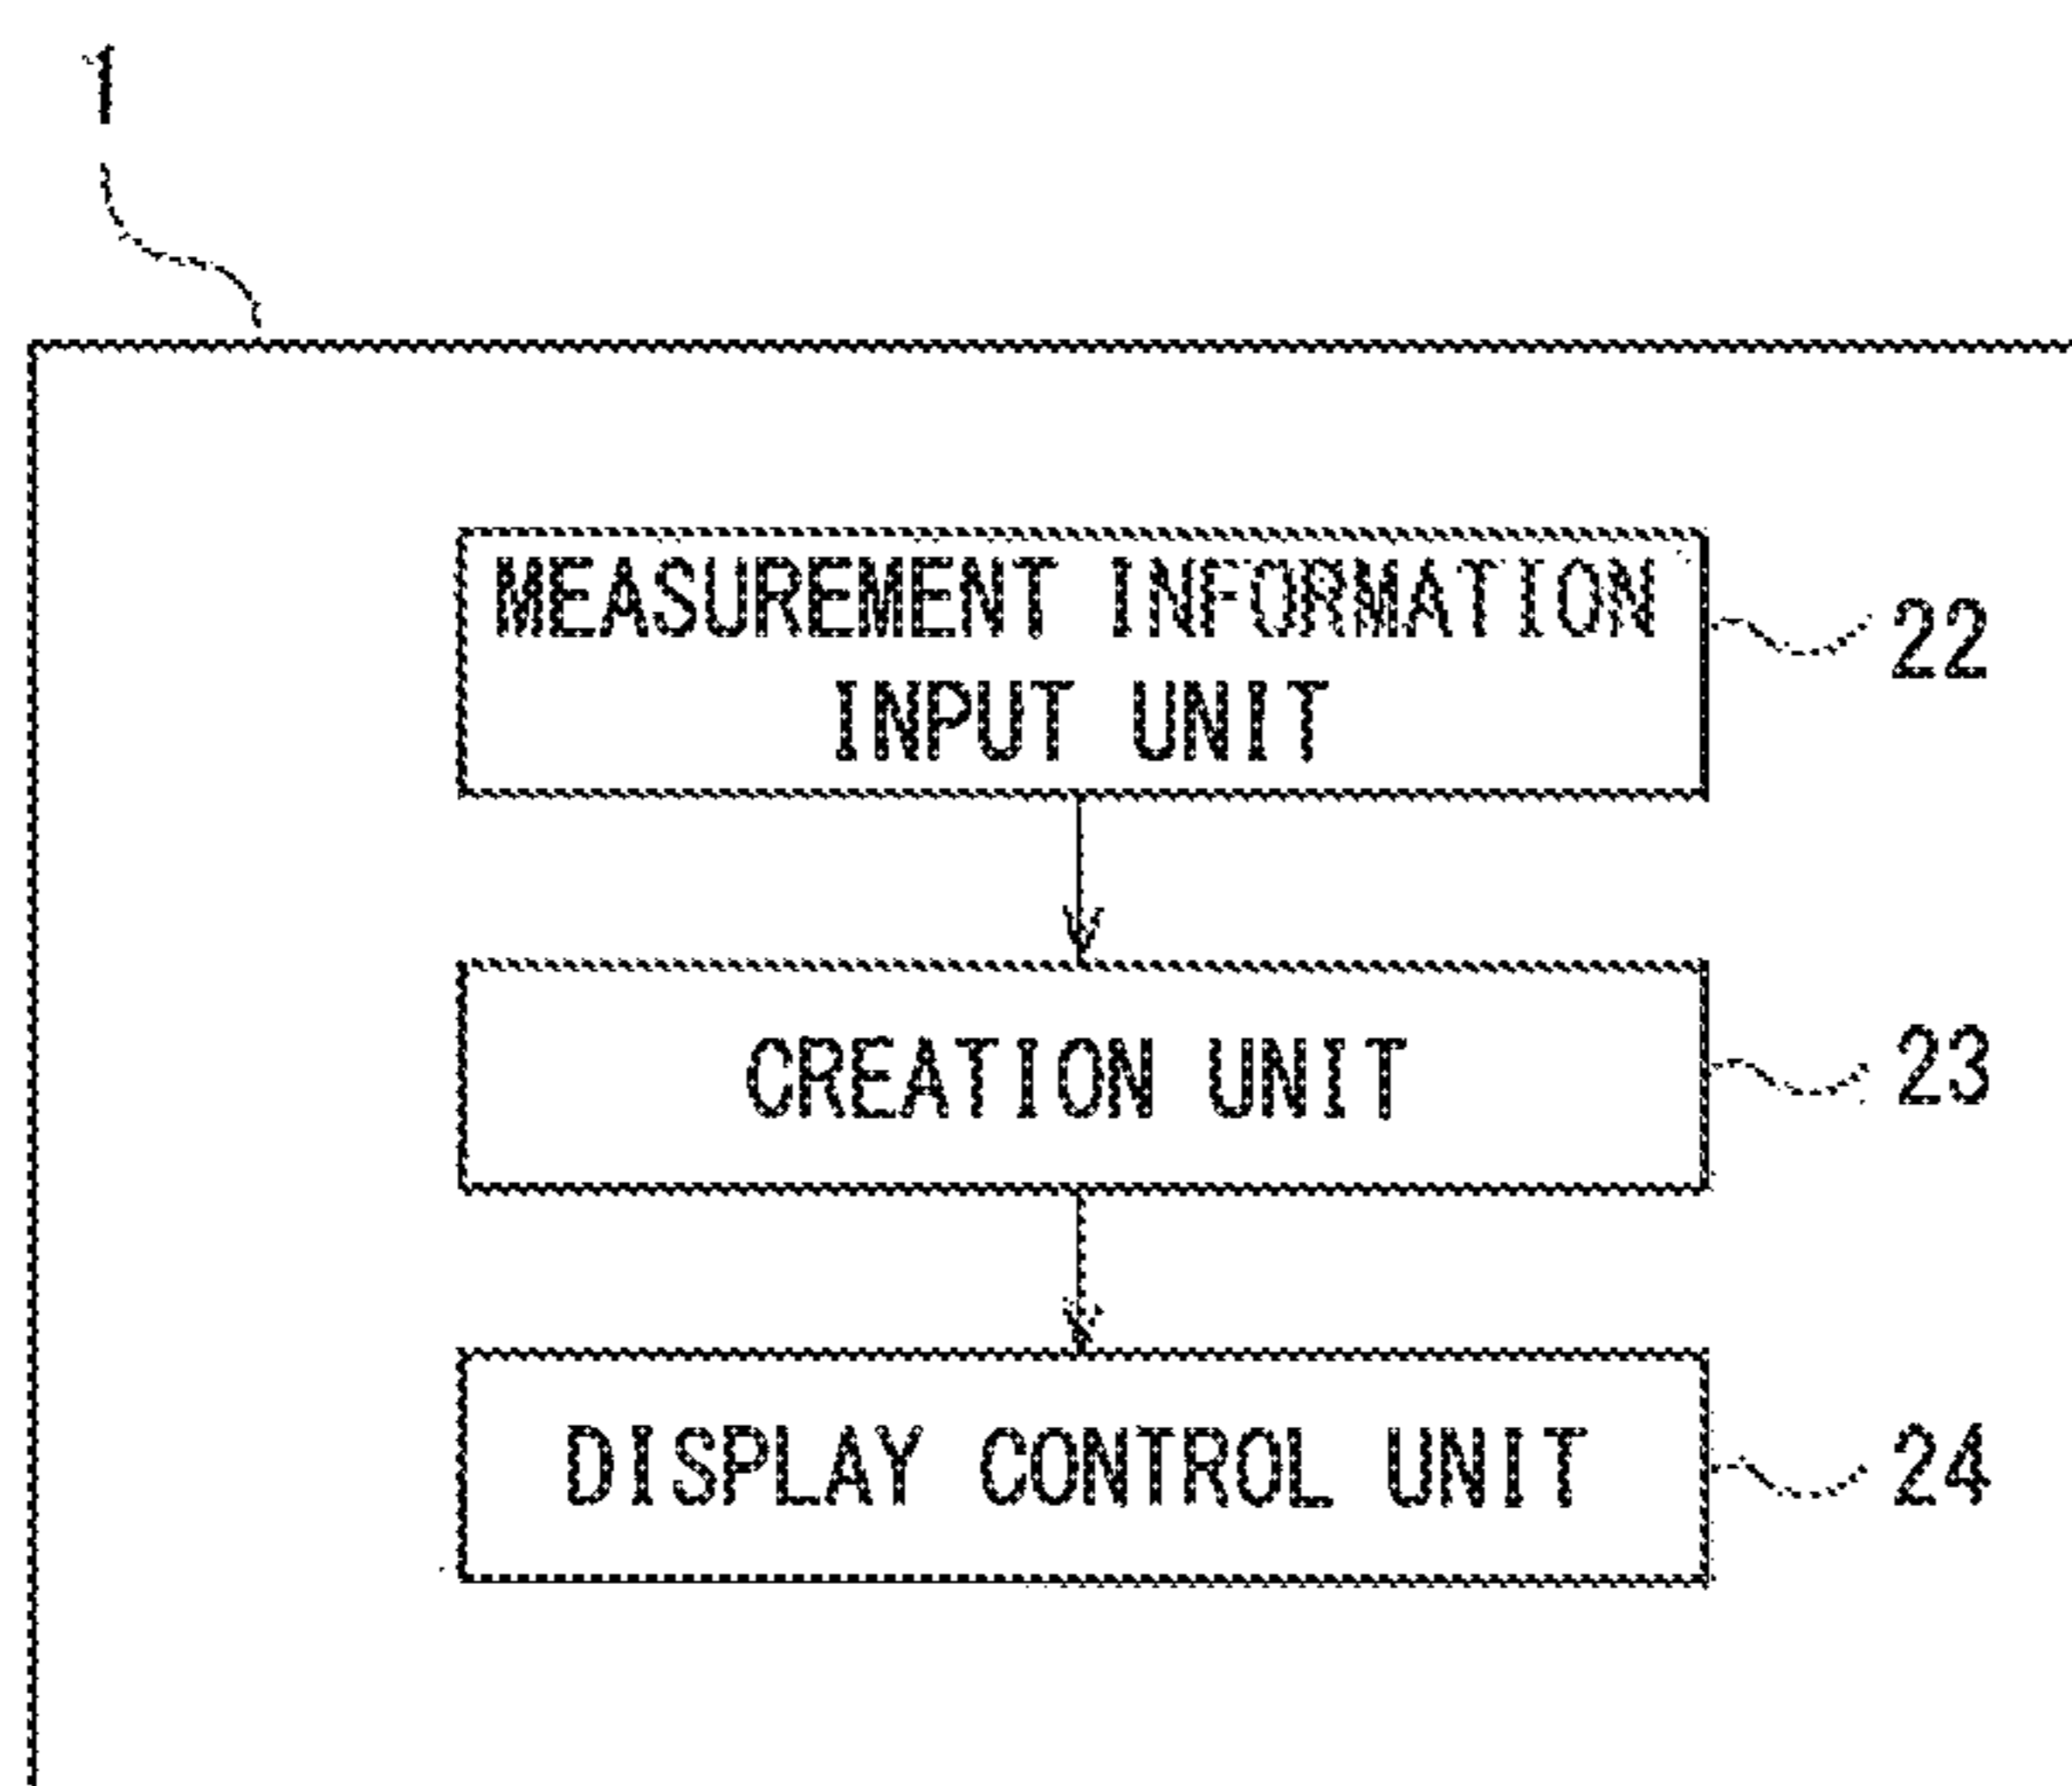 1
MEASUREMENT INFORMATION
INPUT UNIT
22
CREATION UNIT
23
DISPLAY CONTROL UNIT
24